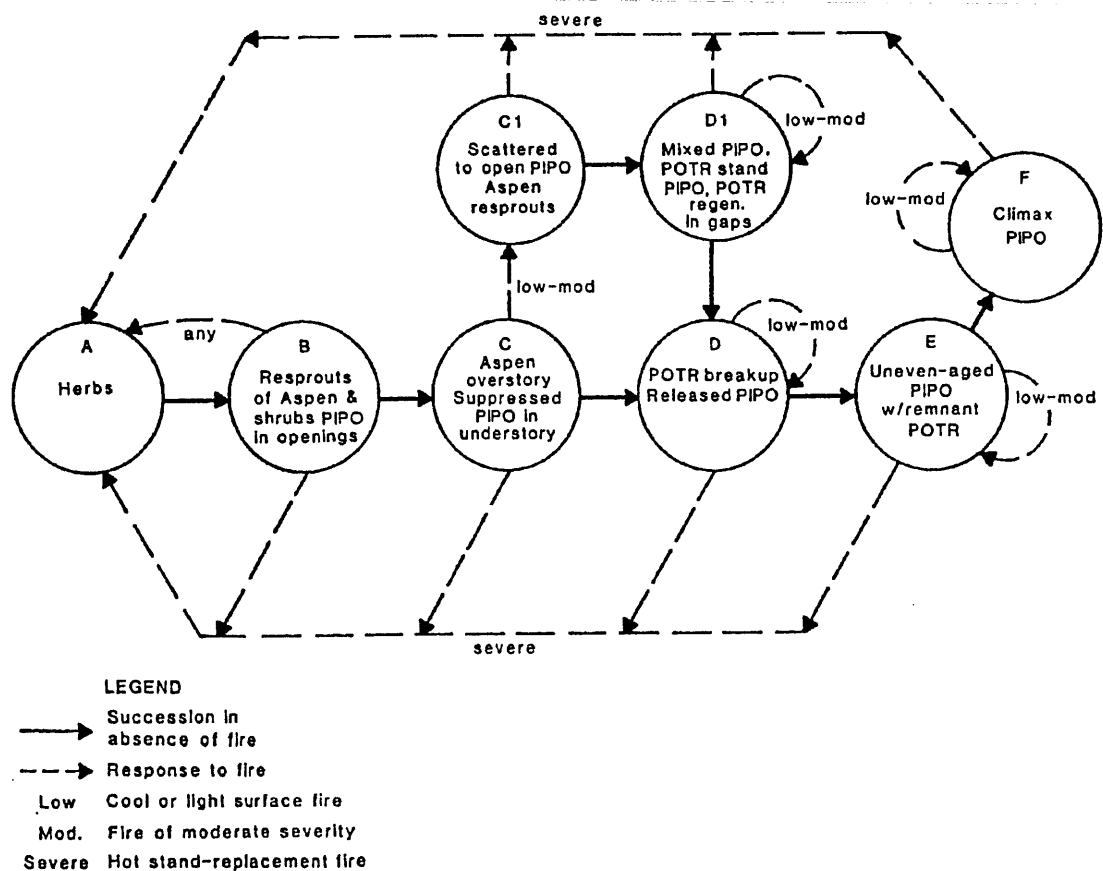 severe
C1
Scattered
to open PIPO
Aspen
resprouts
D1
Mixed PIPO.
POTR stand
PIPO, POTR
regen.
In gaps
low-mod
F
Climax
PIPO
low-mod
low-mod
A
Herbs
any
B
Resprouts
of Aspen &
shrubs PIPO
in openings
C
Aspen
overstory
Suppressed
PIPO in
understory
D
POTR breakup
Released PIPO
low-mod
E
Uneven-aged
PIPO
w/remnant
POTR
low-mod
severe
LEGEND
Succession in
absence of fire
Response to fire
Low Cool or light surface fire
Mod. Fire of moderate severity
Severe Hot stand-replacement fire